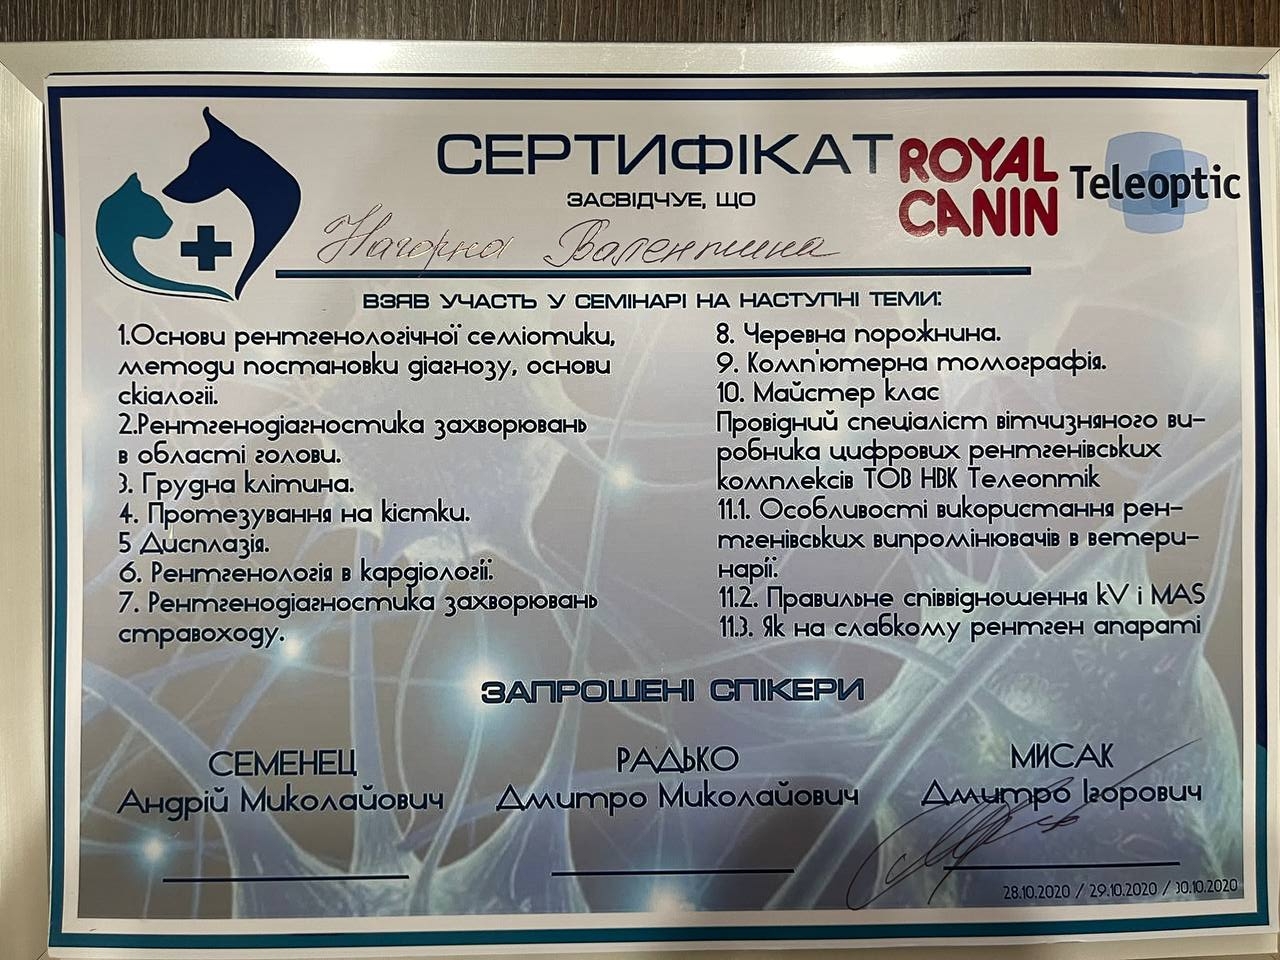 СЕРТИФІКАТ
ROYAL CANIN
Teleoptic
ЗАСВІДЧУЄ, ЩО
Нагорна Валентина
ВЗЯВ УЧАСТЬ У СЕМІНАРІ НА НАСТУПНІ ТЕМИ:
1.Основи рентгенологічної семіотики,
методи постановки діагнозу, основи
скіалогіі.
2.Рентгенодіагностика захворювань
в області голови.
3. Грудна клітина.
4. Протезування на кістки.
5 Дисплазія.
6. Рентгенологія в кардіології.
7. Рентгенодіагностика захворювань
стравоходу.
8. Черевна порожнина.
9. Комп'ютерна томографія.
10. Майстер клас
Провідний спеціаліст вітчизняного ви-
робника цифрових рентгенівських
комплексів ТОВ НВК Телеоптік
11.1. Особливості використання рен-
тгенівських випромінювачів в ветери-
нарії.
11.2. Правильне співвідношення kV і MAS
11.3. Як на слабкому рентген апараті
ЗАПРОШЕНІ СПІКЕРИ
СЕМЕНЕЦ
Андрій Миколайович
РАДЬКО
Дмитро Миколайович
МИСАК
Дмитро Ігорович
28.10.2020 / 29.10.2020 / 30.10.2020